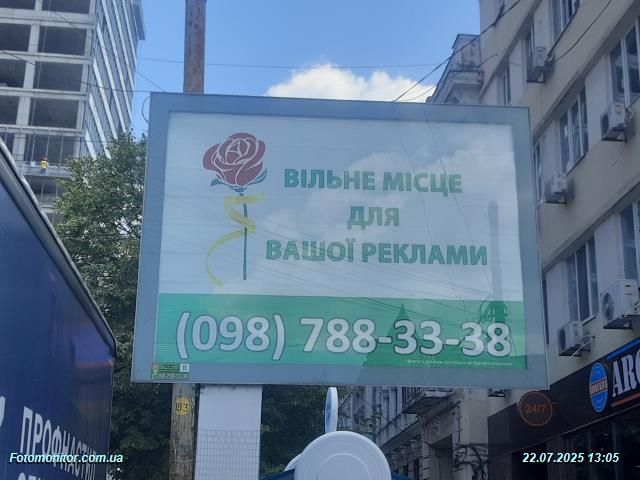 ВІЛЬНЕ МІСЦЕ
ДЛЯ
ВАШОЇ РЕКЛАМИ
(098) 788-33-38
24/7
ПРОФНАСТИЛ
Fotomonitor.com.ua
22.07.2025 13:05